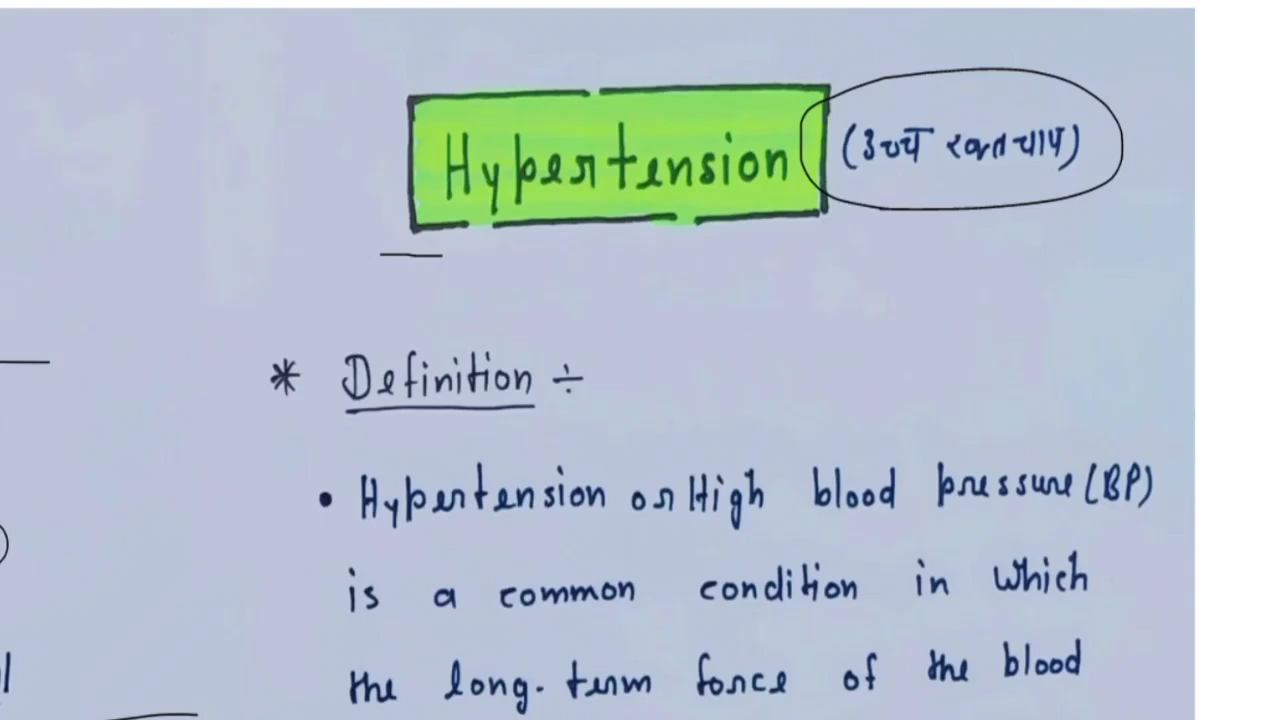 Hypertension (उच्च रक्तचाप)
* Definition ÷
• Hypertension or High blood pressure (BP)
is a common condition in which
the long-term force of the blood